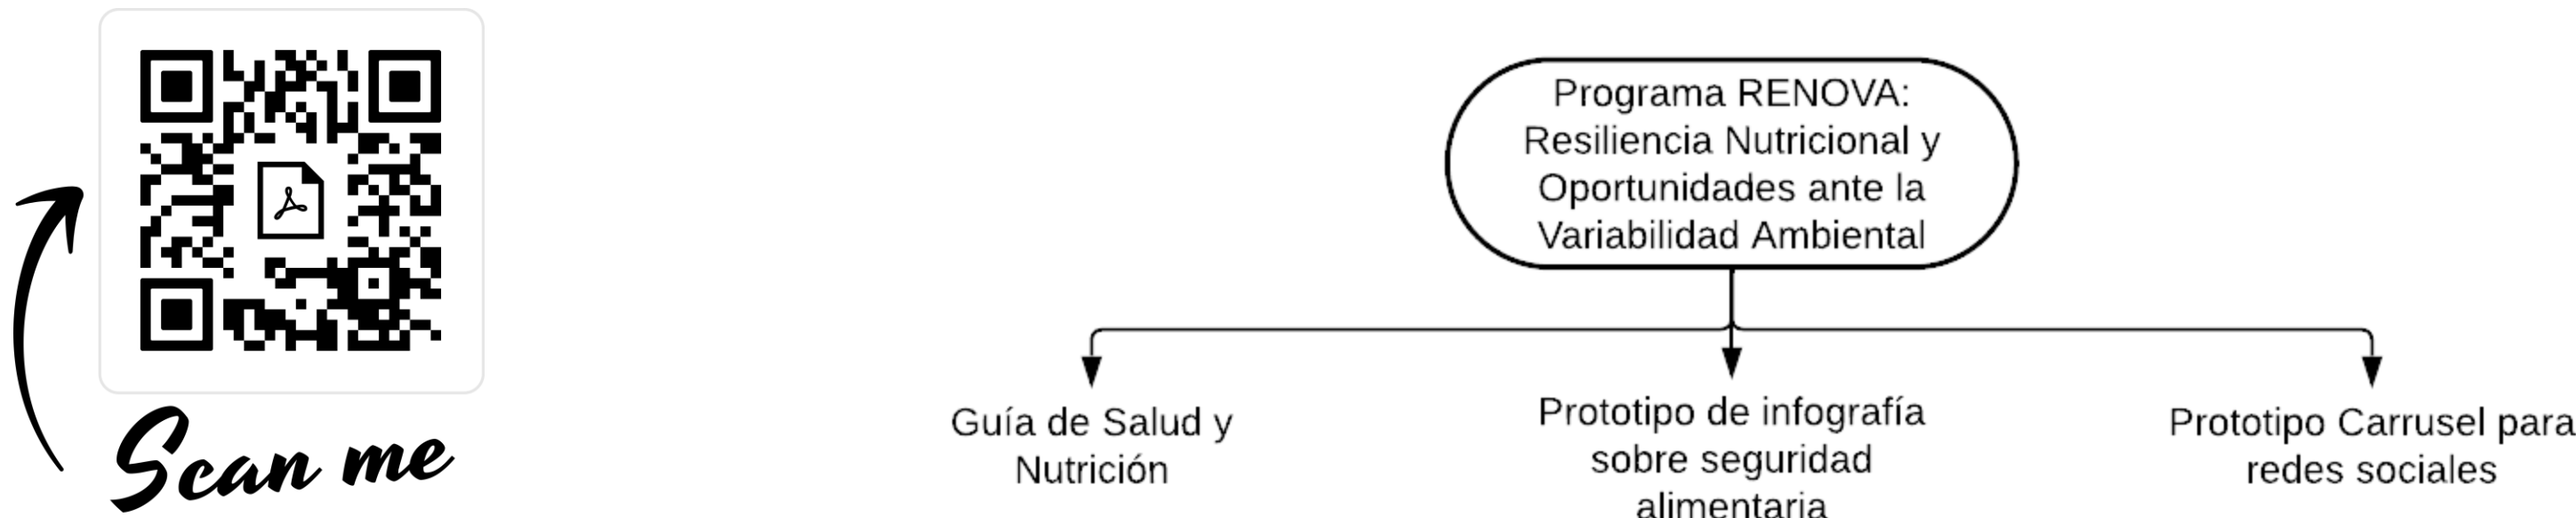 Scan me
Programa RENOVA:
Resiliencia Nutricional y
Oportunidades ante la
Variabilidad Ambiental
Guía de Salud y
Nutrición
Prototipo de infografía
sobre seguridad
alimentaria
Prototipo Carrusel para
redes sociales